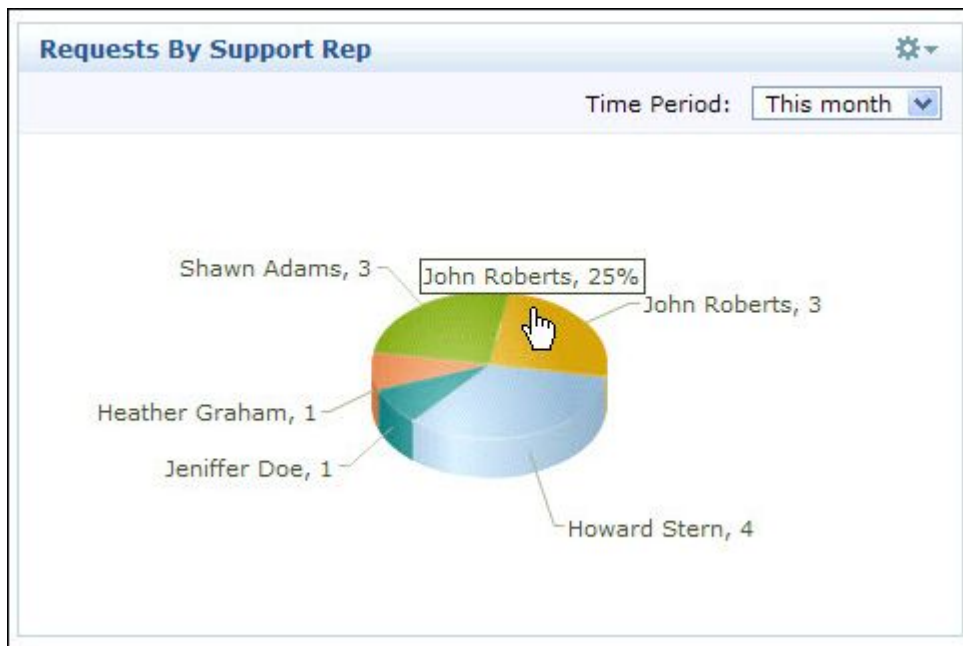 Requests By Support Rep
Time Period: This month
Shawn Adams, 3
John Roberts, 25%
John Roberts, 3
Heather Graham, 1
Jeniffer Doe, 1
Howard Stern, 4